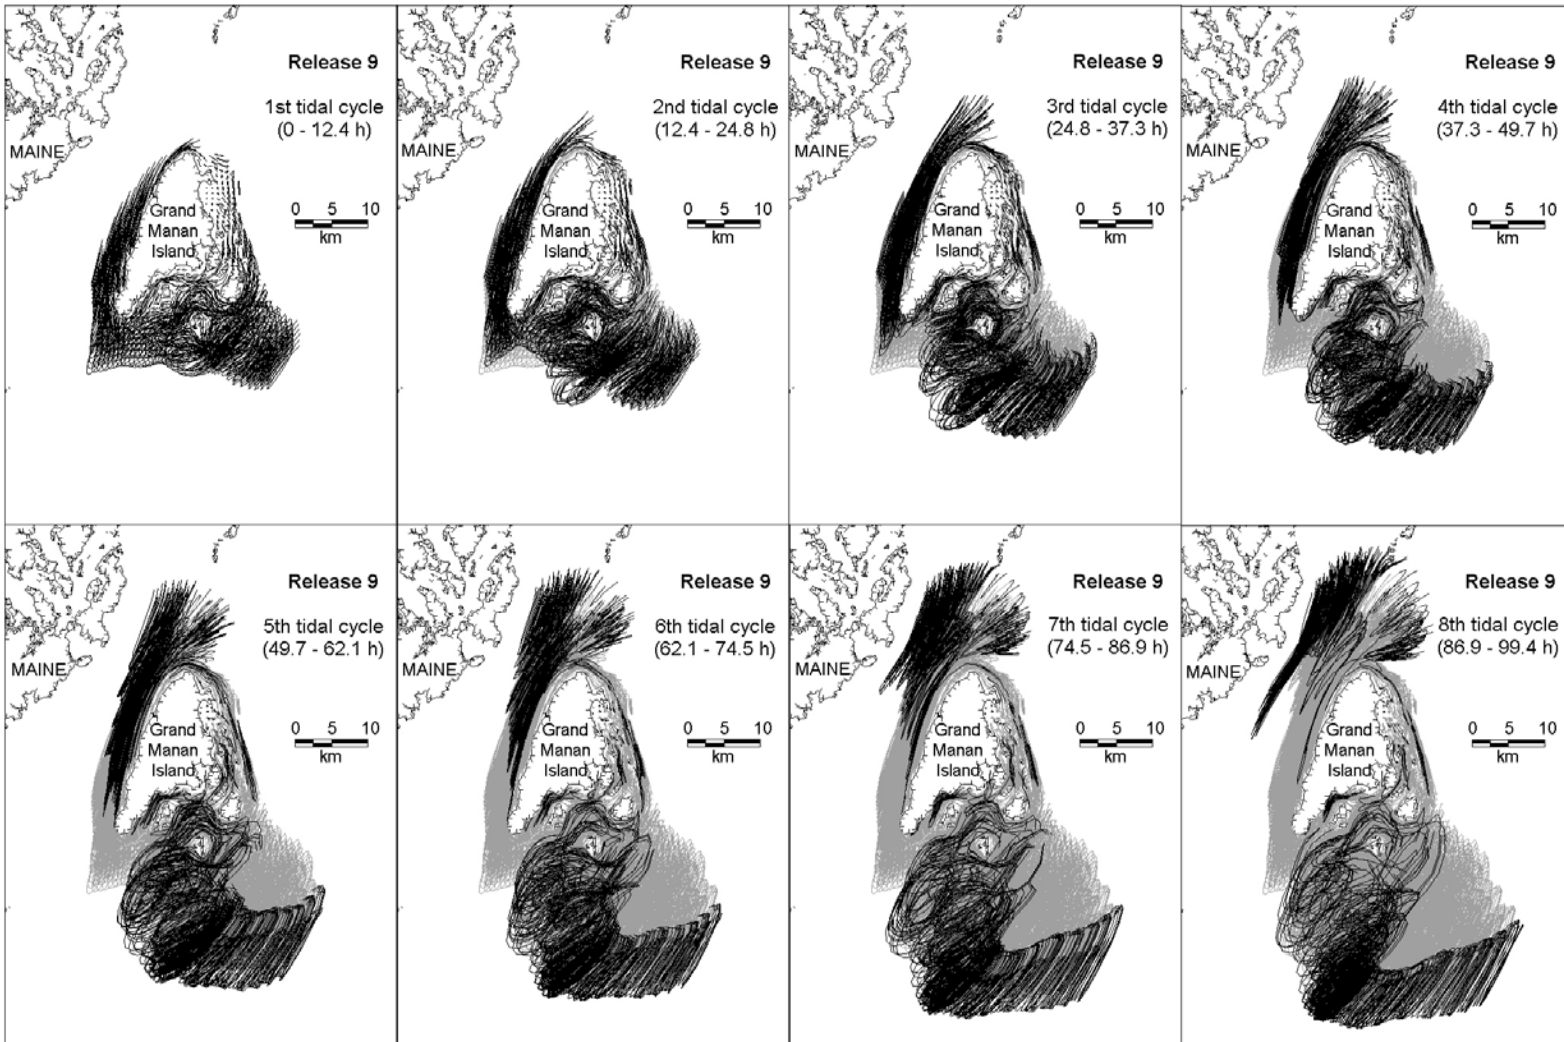 Release 9
1st tidal cycle
(0 - 12.4 h)
MAINE
Grand
Manan
Island
0 5 10
km
Release 9
2nd tidal cycle
(12.4 - 24.8 h)
MAINE
Grand
Manan
Island
0 5 10
km
Release 9
3rd tidal cycle
(24.8 - 37.3 h)
MAINE
Grand
Manan
Island
0 5 10
km
Release 9
4th tidal cycle
(37.3 - 49.7 h)
MAINE
Grand
Manan
Island
0 5 10
km
Release 9
5th tidal cycle
(49.7 - 62.1 h)
MAINE
Grand
Manan
Island
0 5 10
km
Release 9
6th tidal cycle
(62.1 - 74.5 h)
MAINE
Grand
Manan
Island
0 5 10
km
Release 9
7th tidal cycle
(74.5 - 86.9 h)
MAINE
Grand
Manan
Island
0 5 10
km
Release 9
8th tidal cycle
(86.9 - 99.4 h)
MAINE
Grand
Manan
Island
0 5 10
km